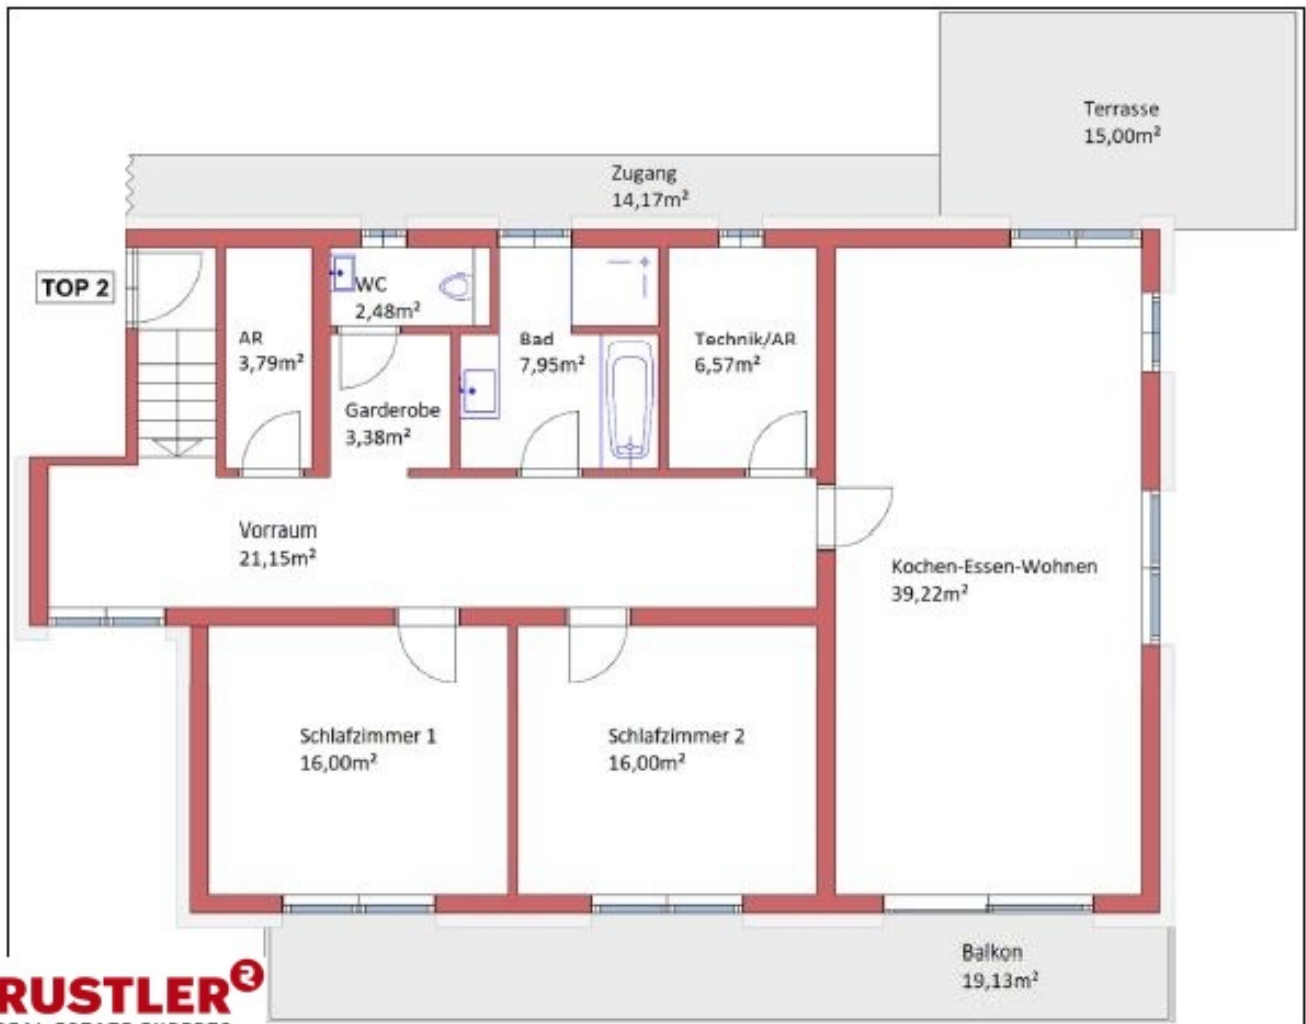 Terrasse
15,00m²
Zugang
14,17m²
TOP 2
WC
2,48m²
AR
3,79m²
Bad
7,95m²
Technik/AR
6,57m²
Garderobe
3,38m²
Vorraum
21,15m²
Kochen-Essen-Wohnen
39,22m²
Schlafzimmer 1
16,00m²
Schlafzimmer 2
16,00m²
Balkon
19,13m²
RUSTLER